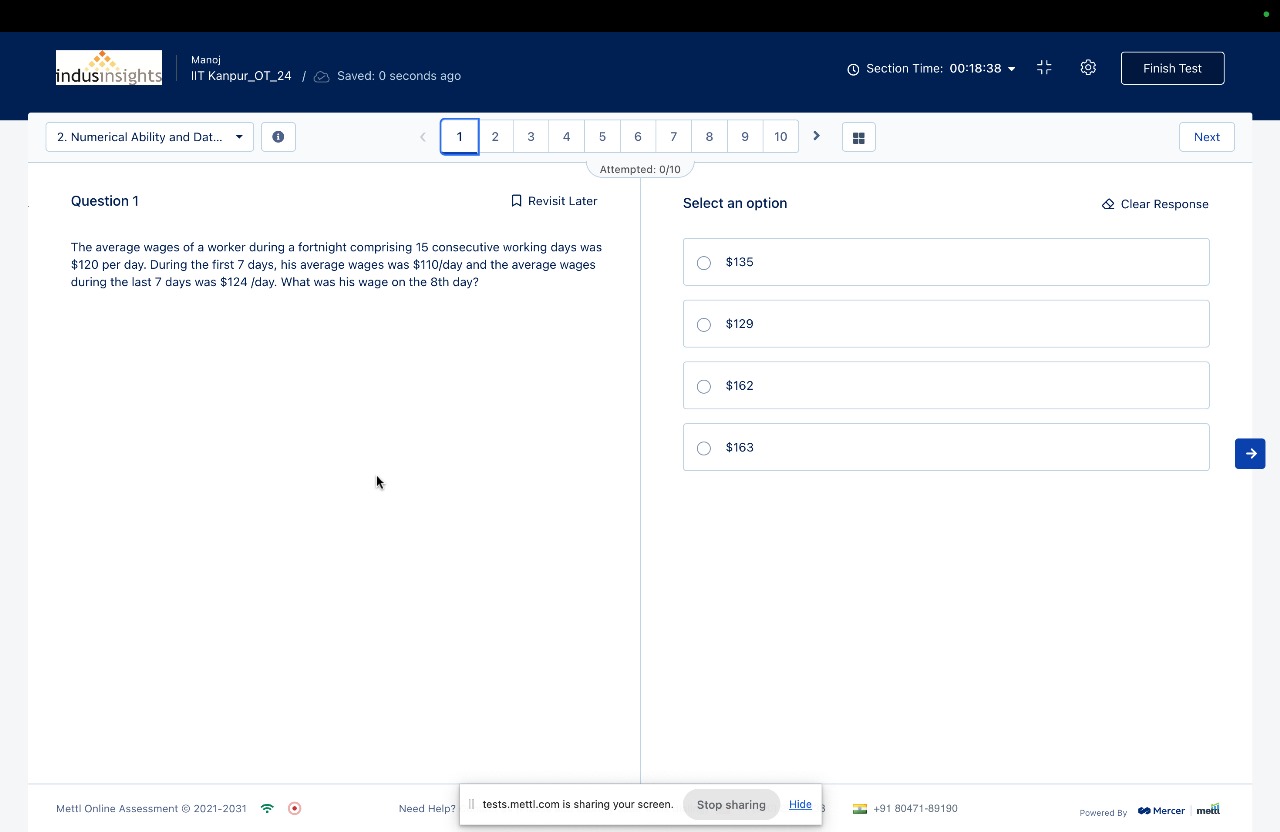 indusinsights
Manoj
IIT Kanpur_OT_24 / Saved: 0 seconds ago
Section Time: 00:18:38
Finish Test
2. Numerical Ability and Dat...
1 2 3 4 5 6 7 8 9 10
Next
Attempted: 0/10
Question 1
Revisit Later
The average wages of a worker during a fortnight comprising 15 consecutive working days was
$120 per day. During the first 7 days, his average wages was $110/day and the average wages
during the last 7 days was $124 /day. What was his wage on the 8th day?
Select an option
Clear Response
$135
$129
$162
$163
Mettl Online Assessment © 2021-2031
Need Help?
tests.mettl.com is sharing your screen.
Stop sharing
Hide
+91 80471-89190
Powered By
Mercer | mettl